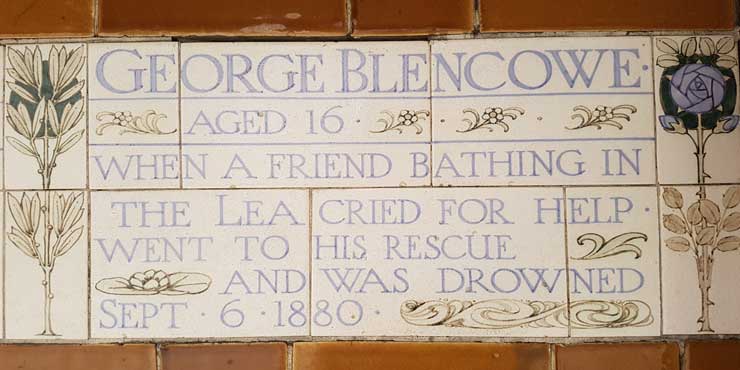 GEORGE BLENCOWE ·
AGED 16 ·
WHEN A FRIEND BATHING IN
THE LEA CRIED FOR HELP ·
WENT TO HIS RESCUE
AND WAS DROWNED
SEPT · 6 · 1880 ·